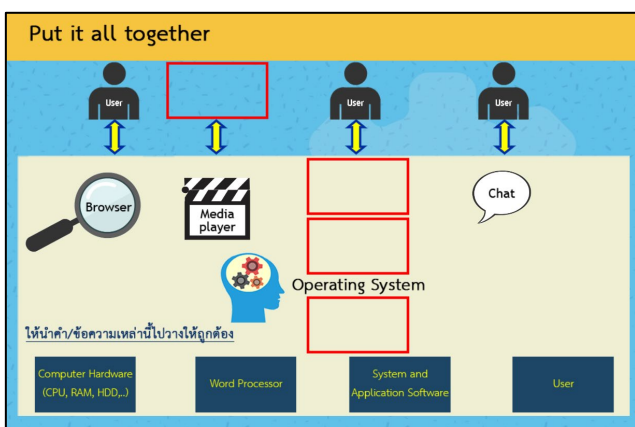 Put it all together
User
User
User
Browser
Media
player
Chat
Operating System
ให้นำคำ/ข้อความเหล่านี้ไปวางให้ถูกต้อง
Computer Hardware
(CPU, RAM, HDD,..)
Word Processor
System and
Application Software
User